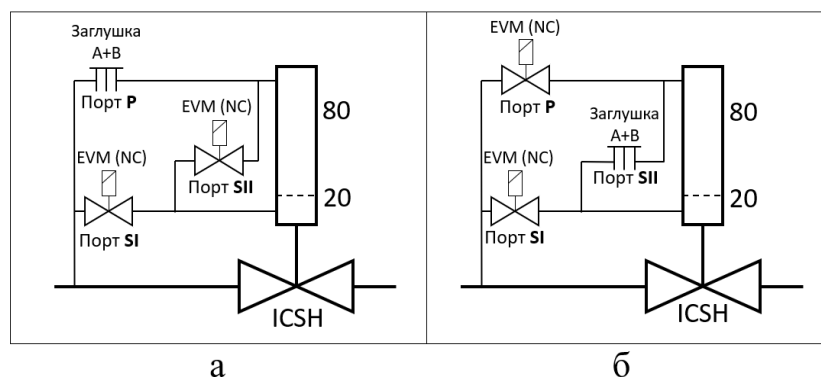 Заглушка
A+B
Порт P
EVM (NC)
Порт SII
EVM (NC)
Порт SI
80
20
ICSH
а
EVM (NC)
Порт P
Заглушка
A+B
Порт SII
EVM (NC)
Порт SI
80
20
ICSH
б